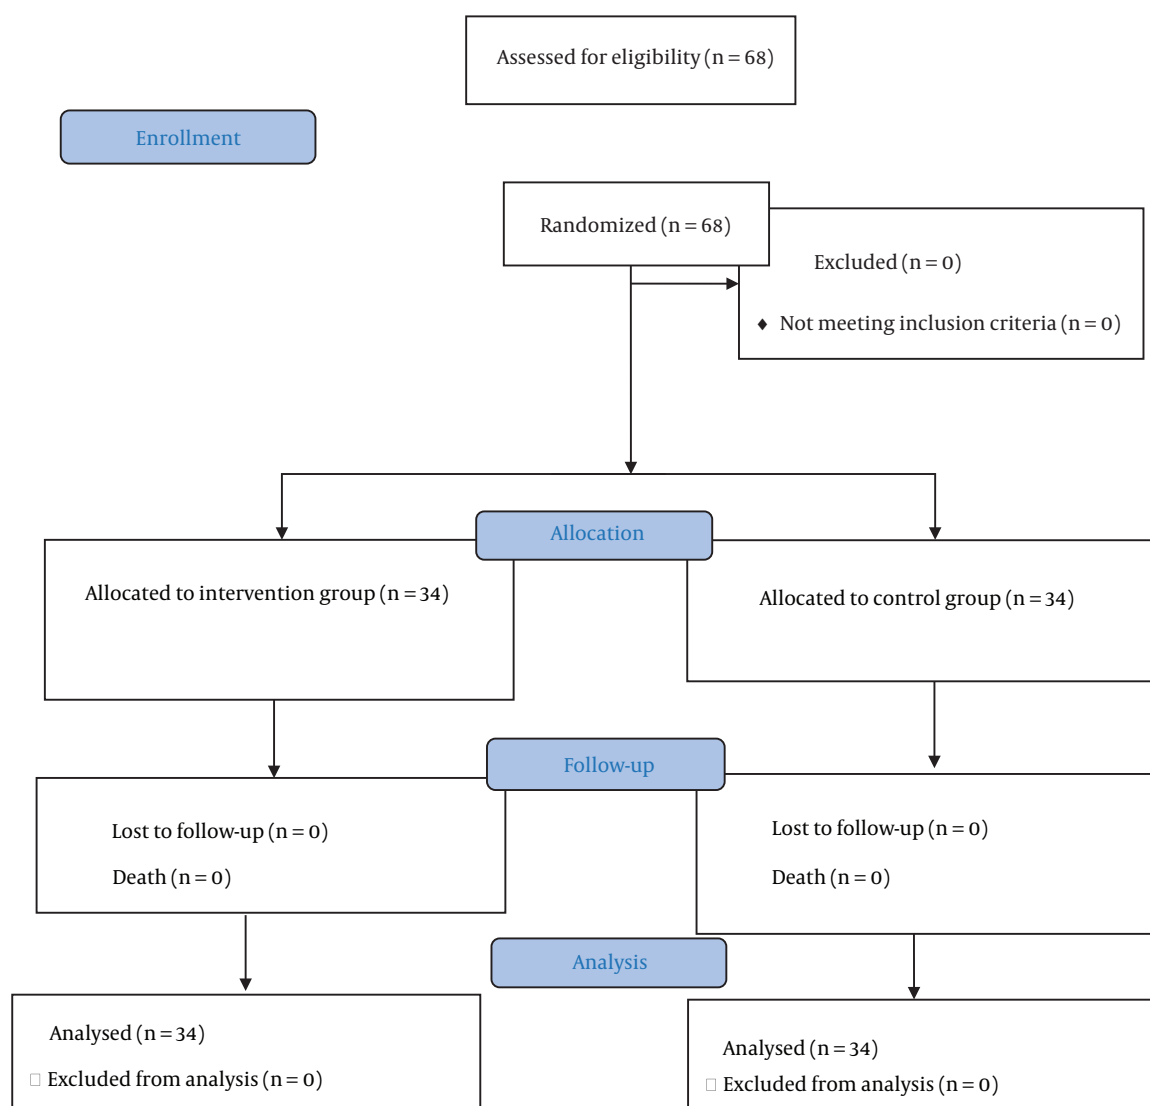 Assessed for eligibility (n = 68)
Enrollment
Randomized (n = 68)
Excluded (n = 0)
♦ Not meeting inclusion criteria (n = 0)
Allocation
Allocated to intervention group (n = 34)
Allocated to control group (n = 34)
Follow-up
Lost to follow-up (n = 0)
Death (n = 0)
Lost to follow-up (n = 0)
Death (n = 0)
Analysis
Analysed (n = 34)
□ Excluded from analysis (n = 0)
Analysed (n = 34)
□ Excluded from analysis (n = 0)